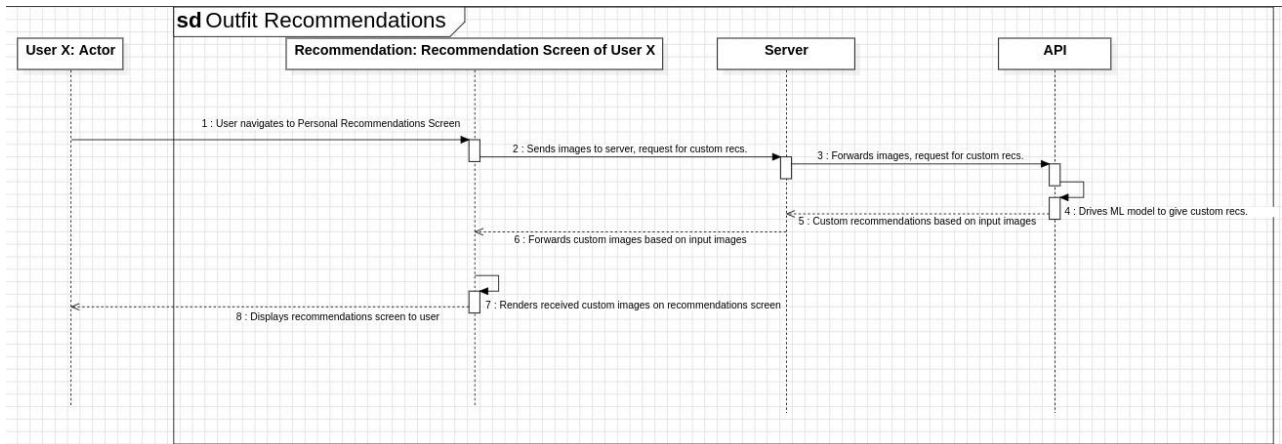 sd Outfit Recommendations
User X: Actor
Recommendation: Recommendation Screen of User X
Server
API
1 : User navigates to Personal Recommendations Screen
2 : Sends images to server, request for custom recs.
3 : Forwards images, request for custom recs.
4 : Drives ML model to give custom recs.
5 : Custom recommendations based on input images
6 : Forwards custom images based on input images
7 : Renders received custom images on recommendations screen
8 : Displays recommendations screen to user